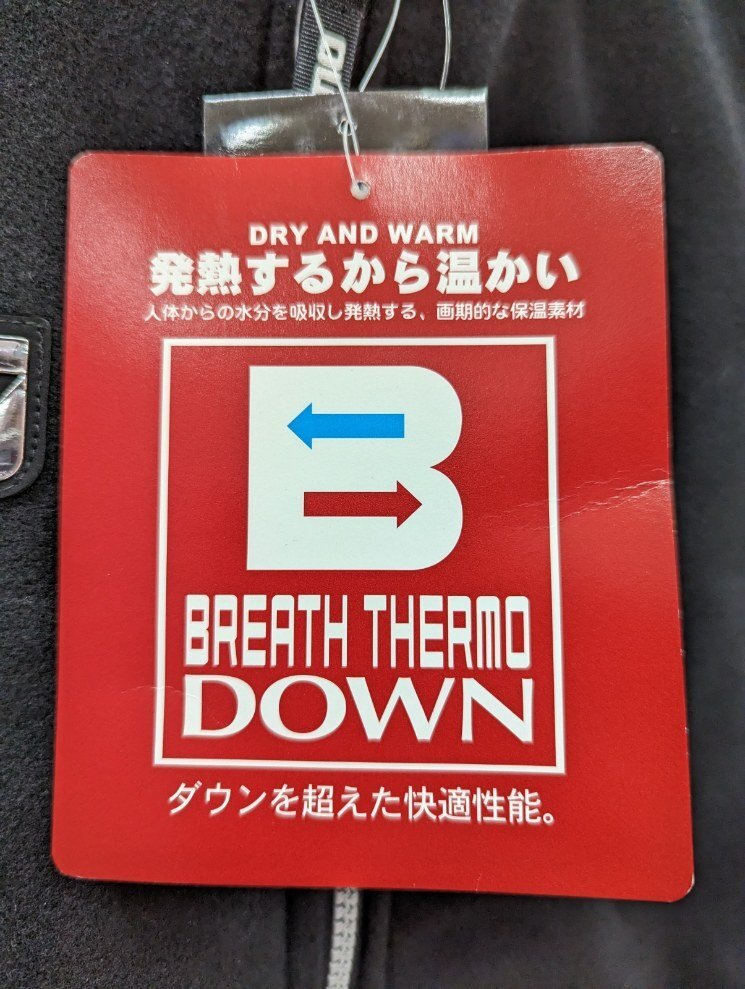 DRY AND WARM
発熱するから温かい
人体からの水分を吸収し発熱する、画期的な保温素材
B
BREATH THERMO
DOWN
ダウンを超えた快適性能。